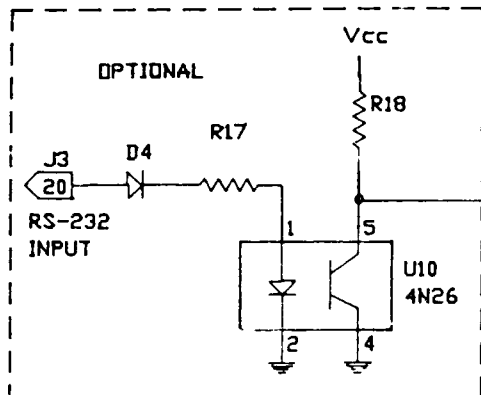 Vcc
OPTIONAL
R18
R17
J3
D4
20
RS-232
INPUT
1
5
U10
4N26
2
4